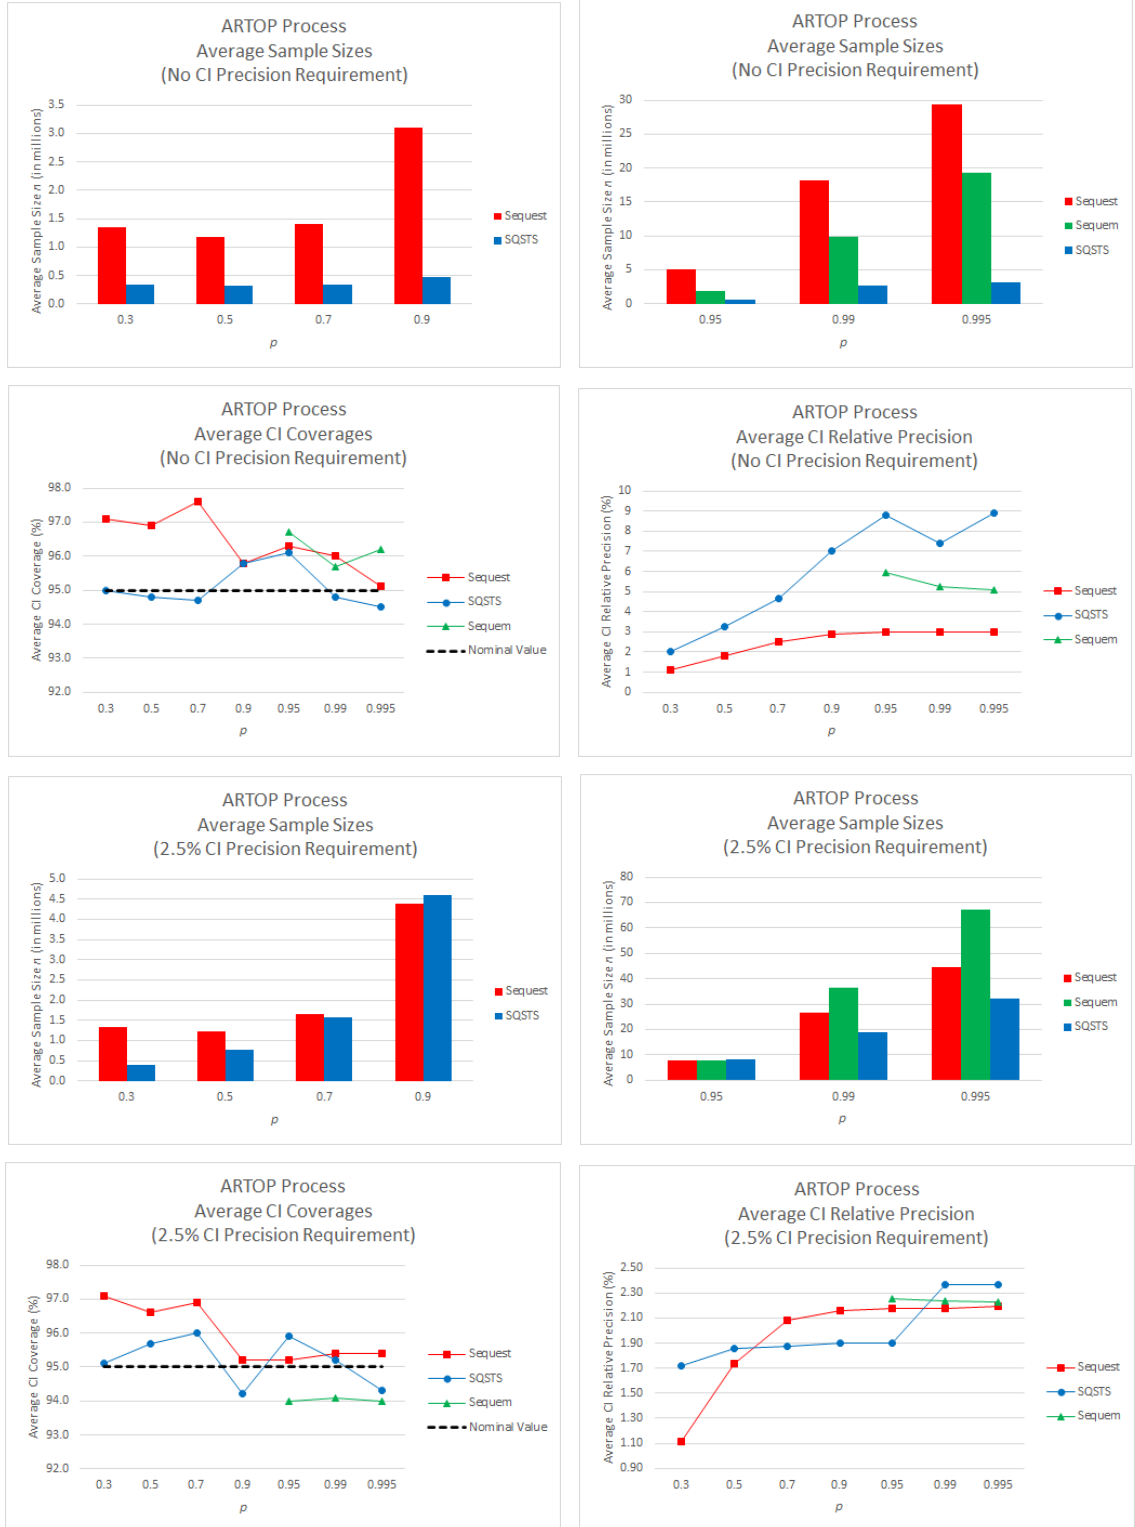 ARTOP Process
Average Sample Sizes
(No CI Precision Requirement)
Average Sample Size n (in millions)
3.5
3.0
2.5
2.0
1.5
1.0
0.5
0.0
0.3 0.5 0.7 0.9
p
Sequest
SQSTS
ARTOP Process
Average Sample Sizes
(No CI Precision Requirement)
Average Sample Size n (in millions)
30
25
20
15
10
5
0
0.95 0.99 0.995
p
Sequest
Sequem
SQSTS
ARTOP Process
Average CI Coverages
(No CI Precision Requirement)
Average CI Coverage (%)
98.0
97.0
96.0
95.0
94.0
93.0
92.0
0.3 0.5 0.7 0.9 0.95 0.99 0.995
p
Sequest
SQSTS
Sequem
Nominal Value
ARTOP Process
Average CI Relative Precision
(No CI Precision Requirement)
Average CI Relative Precision (%)
10
9
8
7
6
5
4
3
2
1
0
0.3 0.5 0.7 0.9 0.95 0.99 0.995
p
Sequest
SQSTS
Sequem
ARTOP Process
Average Sample Sizes
(2.5% CI Precision Requirement)
Average Sample Size n (in millions)
5.0
4.5
4.0
3.5
3.0
2.5
2.0
1.5
1.0
0.5
0.0
0.3 0.5 0.7 0.9
p
Sequest
SQSTS
ARTOP Process
Average Sample Sizes
(2.5% CI Precision Requirement)
Average Sample Size n (in millions)
80
70
60
50
40
30
20
10
0
0.95 0.99 0.995
p
Sequest
Sequem
SQSTS
ARTOP Process
Average CI Coverages
(2.5% CI Precision Requirement)
Average CI Coverage (%)
98.0
97.0
96.0
95.0
94.0
93.0
92.0
0.3 0.5 0.7 0.9 0.95 0.99 0.995
p
Sequest
SQSTS
Sequem
Nominal Value
ARTOP Process
Average CI Relative Precision
(2.5% CI Precision Requirement)
Average CI Relative Precision (%)
2.50
2.30
2.10
1.90
1.70
1.50
1.30
1.10
0.90
0.3 0.5 0.7 0.9 0.95 0.99 0.995
p
Sequest
SQSTS
Sequem